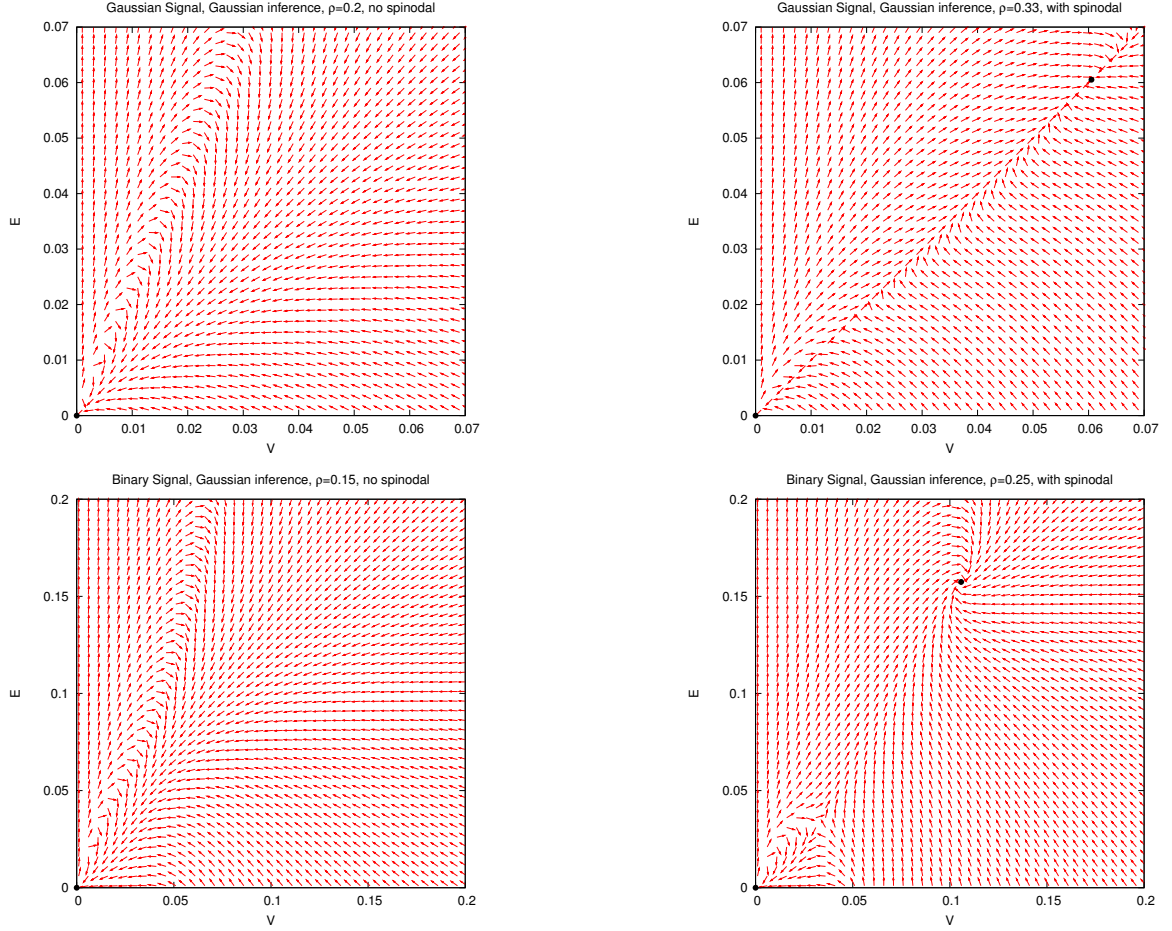 Gaussian Signal, Gaussian inference, ρ=0.2, no spinodal
0.07
0.06
0.05
0.04
0.03
0.02
0.01
0
E
0 0.01 0.02 0.03 0.04 0.05 0.06 0.07
V
Gaussian Signal, Gaussian inference, ρ=0.33, with spinodal
0.07
0.06
0.05
0.04
0.03
0.02
0.01
0
E
0 0.01 0.02 0.03 0.04 0.05 0.06 0.07
V
Binary Signal, Gaussian inference, ρ=0.15, no spinodal
0.2
0.15
0.1
0.05
0
E
0 0.05 0.1 0.15 0.2
V
Binary Signal, Gaussian inference, ρ=0.25, with spinodal
0.2
0.15
0.1
0.05
0
E
0 0.05 0.1 0.15 0.2
V